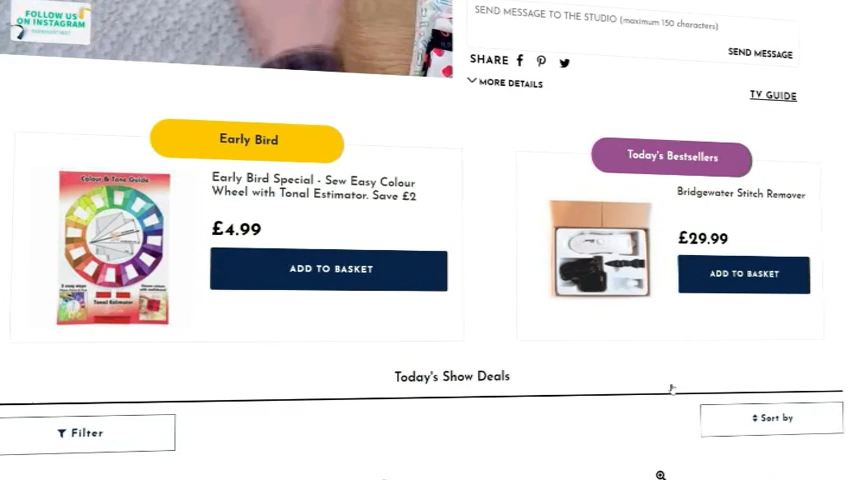 FOLLOW US
ON INSTAGRAM
SEND MESSAGE TO THE STUDIO (maximum 150 characters)
SEND MESSAGE
SHARE
MORE DETAILS
TV GUIDE
Early Bird
Today's Bestsellers
Colour & Tone Guide
Early Bird Special - Sew Easy Colour
Wheel with Tonal Estimator. Save £2
£4.99
ADD TO BASKET
Bridgewater Stitch Remover
£29.99
ADD TO BASKET
Tonal Estimator
Today's Show Deals
Filter
Sort by